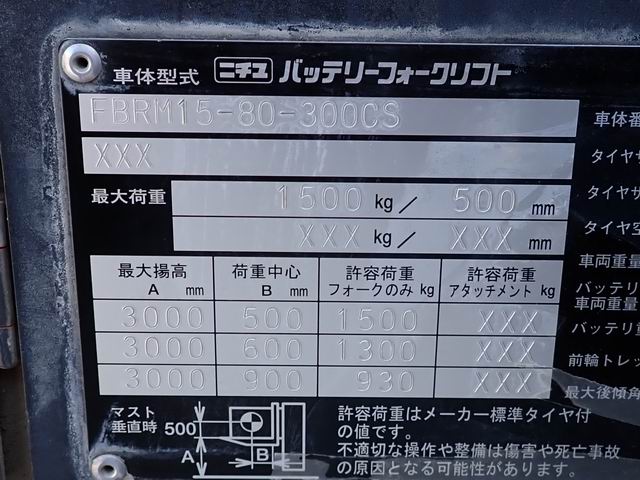 車体型式 ニチユ バッテリーフォークリフト
FBRM15-80-300CS
XXX
最大荷重 1500 kg / 500 mm
XXX kg / XXX mm
最大揚高 A mm 荷重中心 B mm 許容荷重 フォークのみ kg 許容荷重 アタッチメント kg
3000 500 1500 XXX
3000 600 1300 XXX
3000 900 930 XXX
マスト
垂直時 500
A B
許容荷重はメーカー標準タイヤ付
の値です。
不適切な操作や整備は傷害や死亡事故
の原因となる可能性があります。
車体番
タイヤサ
タイヤサ
タイヤ空
車両重量
バッテリ
車両重量
バッテリ重
前輪トレッ
最大後傾角